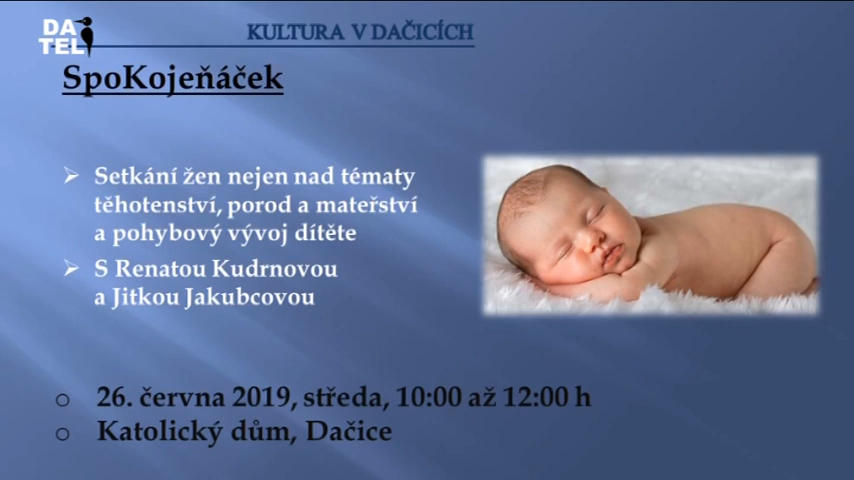 DA
TEL
KULTURA V DAČICÍCH
SpoKojeňáček
Setkání žen nejen nad tématy
těhotenství, porod a mateřství
a pohybový vývoj dítěte
S Renatou Kudrnovou
a Jitkou Jakubcovou
26. června 2019, středa, 10:00 až 12:00 h
Katolický dům, Dačice